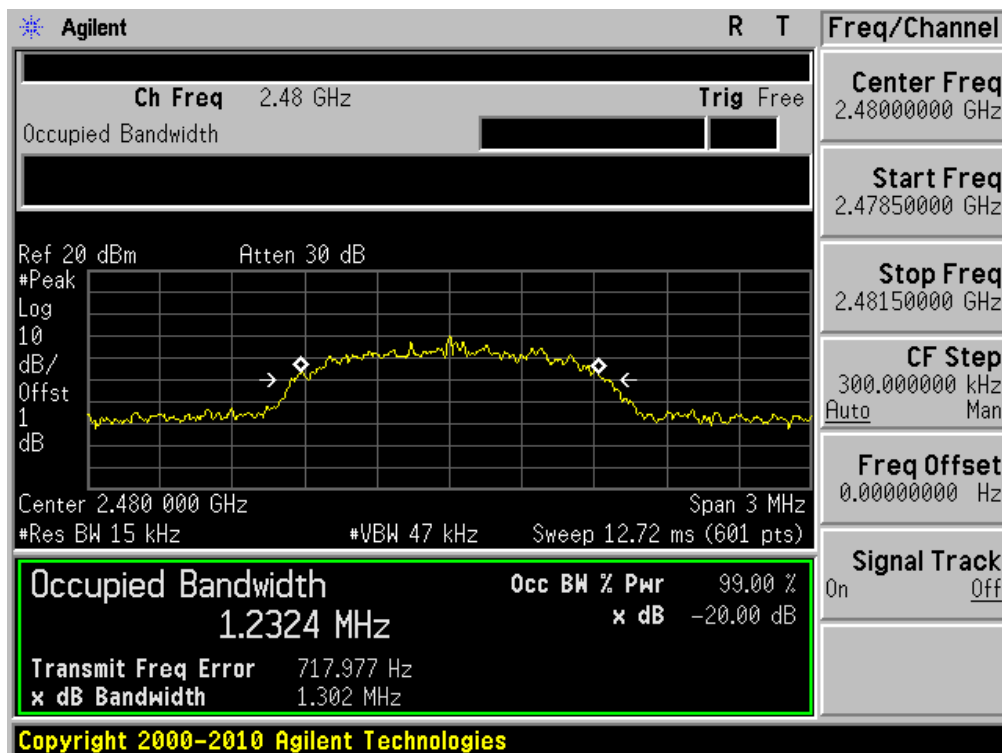 Agilent R T Freq/Channel
Ch Freq 2.48 GHz Trig Free
Occupied Bandwidth
Center Freq
2.48000000 GHz
Start Freq
2.47850000 GHz
Stop Freq
2.48150000 GHz
CF Step
300.000000 kHz
Auto Man
Freq Offset
0.00000000 Hz
Signal Track
On Off
Ref 20 dBm Atten 30 dB
#Peak
Log
10
dB/
Offst
1
dB
Center 2.480 000 GHz Span 3 MHz
#Res BW 15 kHz #VBW 47 kHz Sweep 12.72 ms (601 pts)
Occupied Bandwidth Occ BW % Pwr 99.00 %
1.2324 MHz x dB -20.00 dB
Transmit Freq Error 717.977 Hz
x dB Bandwidth 1.302 MHz
Copyright 2000-2010 Agilent Technologies